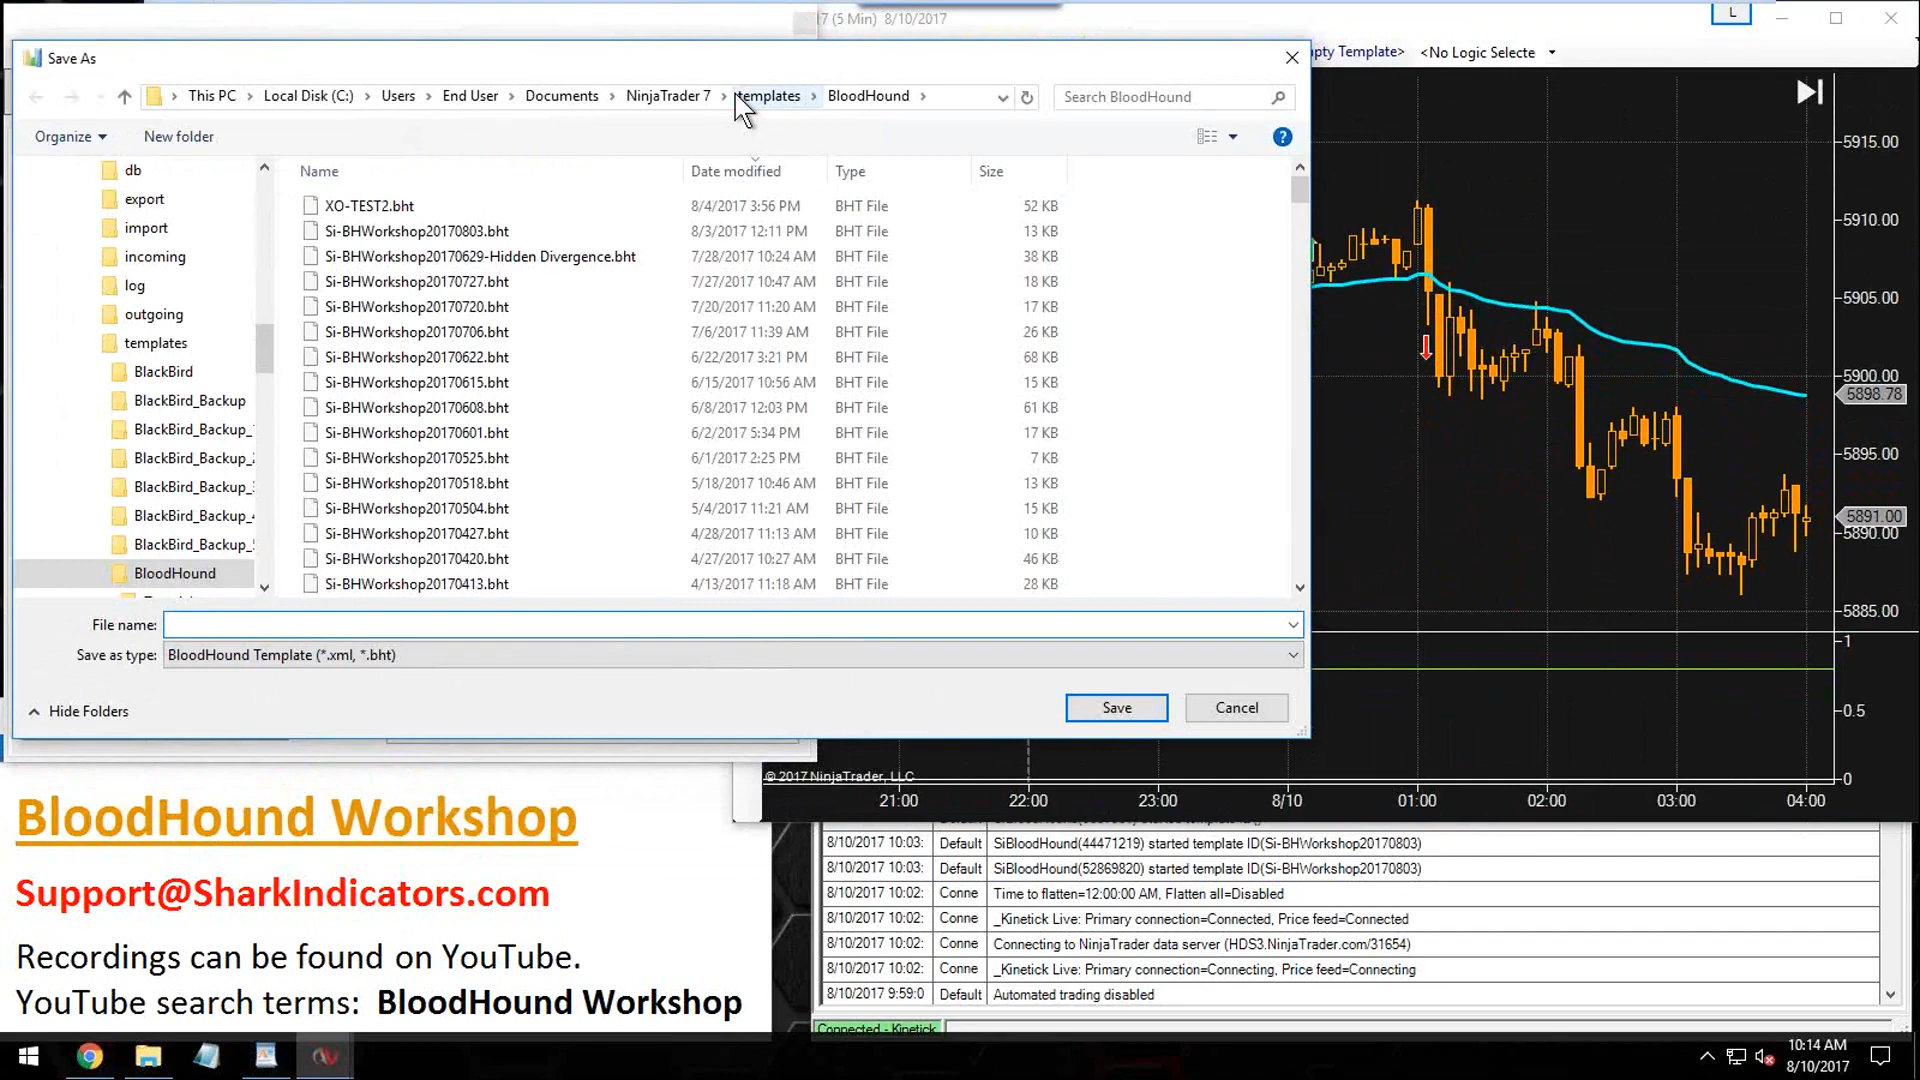 7 (5 Min) 8/10/2017
L
Save As
pty Template>
<No Logic Selecte
This PC > Local Disk (C:) > Users > End User > Documents > NinjaTrader 7 > templates > BloodHound >
Search BloodHound
Organize
New folder
Name
Date modified
Type
Size
XO-TEST2.bht 8/4/2017 3:56 PM BHT File 52 KB
Si-BHWorkshop20170803.bht 8/3/2017 12:11 PM BHT File 13 KB
Si-BHWorkshop20170629-Hidden Divergence.bht 7/28/2017 10:24 AM BHT File 38 KB
Si-BHWorkshop20170727.bht 7/27/2017 10:47 AM BHT File 18 KB
Si-BHWorkshop20170720.bht 7/20/2017 11:20 AM BHT File 17 KB
Si-BHWorkshop20170706.bht 7/6/2017 11:39 AM BHT File 26 KB
Si-BHWorkshop20170622.bht 6/22/2017 3:21 PM BHT File 68 KB
Si-BHWorkshop20170615.bht 6/15/2017 10:56 AM BHT File 15 KB
Si-BHWorkshop20170608.bht 6/8/2017 12:03 PM BHT File 61 KB
Si-BHWorkshop20170601.bht 6/2/2017 5:34 PM BHT File 17 KB
Si-BHWorkshop20170525.bht 6/1/2017 2:25 PM BHT File 7 KB
Si-BHWorkshop20170518.bht 5/18/2017 10:46 AM BHT File 13 KB
Si-BHWorkshop20170504.bht 5/4/2017 11:21 AM BHT File 15 KB
Si-BHWorkshop20170427.bht 4/28/2017 11:13 AM BHT File 10 KB
Si-BHWorkshop20170420.bht 4/27/2017 10:27 AM BHT File 46 KB
Si-BHWorkshop20170413.bht 4/13/2017 11:18 AM BHT File 28 KB
db
export
import
incoming
log
outgoing
templates
BlackBird
BlackBird_Backup
BlackBird_Backup_
BlackBird_Backup_2
BlackBird_Backup_3
BlackBird_Backup_4
BlackBird_Backup_5
BloodHound
File name:
Save as type: BloodHound Template (*.xml, *.bht)
Hide Folders
Save
Cancel
5915.00
5910.00
5905.00
5900.00
5898.78
5895.00
5891.00
5890.00
5885.00
1
0.5
0
© 2017 NinjaTrader, LLC
21:00 22:00 23:00 8/10 01:00 02:00 03:00 04:00
BloodHound Workshop
Support@SharkIndicators.com
Recordings can be found on YouTube.
YouTube search terms: BloodHound Workshop
8/10/2017 10:03: Default SiBloodHound(44471219) started template ID(Si-BHWorkshop20170803)
8/10/2017 10:03: Default SiBloodHound(52869820) started template ID(Si-BHWorkshop20170803)
8/10/2017 10:02: Conne Time to flatten=12:00:00 AM, Flatten all=Disabled
8/10/2017 10:02: Conne _Kinetick Live: Primary connection=Connected, Price feed=Connected
8/10/2017 10:02: Conne Connecting to NinjaTrader data server (HDS3.NinjaTrader.com/31654)
8/10/2017 10:02: Conne _Kinetick Live: Primary connection=Connecting, Price feed=Connecting
8/10/2017 9:59:0 Default Automated trading disabled
Connected - Kinetick
10:14 AM
8/10/2017